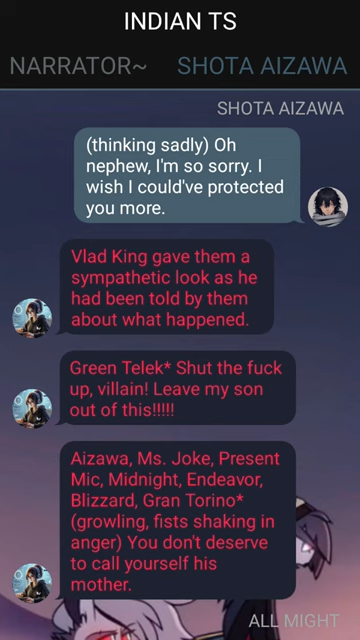 INDIAN TS
NARRATOR~ SHOTA AIZAWA
SHOTA AIZAWA
(thinking sadly) Oh
nephew, I'm so sorry. I
wish I could've protected
you more.
Vlad King gave them a
sympathetic look as he
had been told by them
about what happened.
Green Telek* Shut the fuck
up, villain! Leave my son
out of this!!!!!
Aizawa, Ms. Joke, Present
Mic, Midnight, Endeavor,
Blizzard, Gran Torino*
(growling, fists shaking in
anger) You don't deserve
to call yourself his
mother.
ALL MIGHT